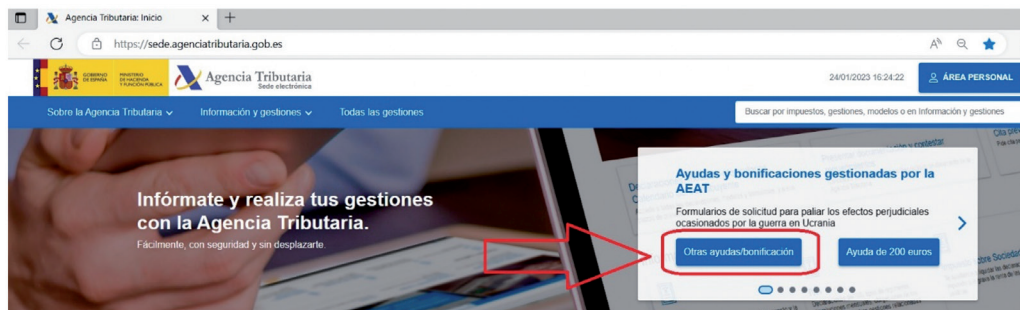 Agencia Tributaria: Inicio
https://sede.agenciatributaria.gob.es
GOBIERNO DE ESPAÑA
MINISTERIO DE HACIENDA Y FUNCIÓN PÚBLICA
Agencia Tributaria
Sede electrónica
24/01/2023 16:24:22
ÁREA PERSONAL
Sobre la Agencia Tributaria
Información y gestiones
Todas las gestiones
Buscar por impuestos, gestiones, modelos o en Información y gestiones
Infórmate y realiza tus gestiones
con la Agencia Tributaria.
Fácilmente, con seguridad y sin desplazarte.
Ayudas y bonificaciones gestionadas por la
AEAT
Formularios de solicitud para paliar los efectos perjudiciales
ocasionados por la guerra en Ucrania
Otras ayudas/bonificación
Ayuda de 200 euros